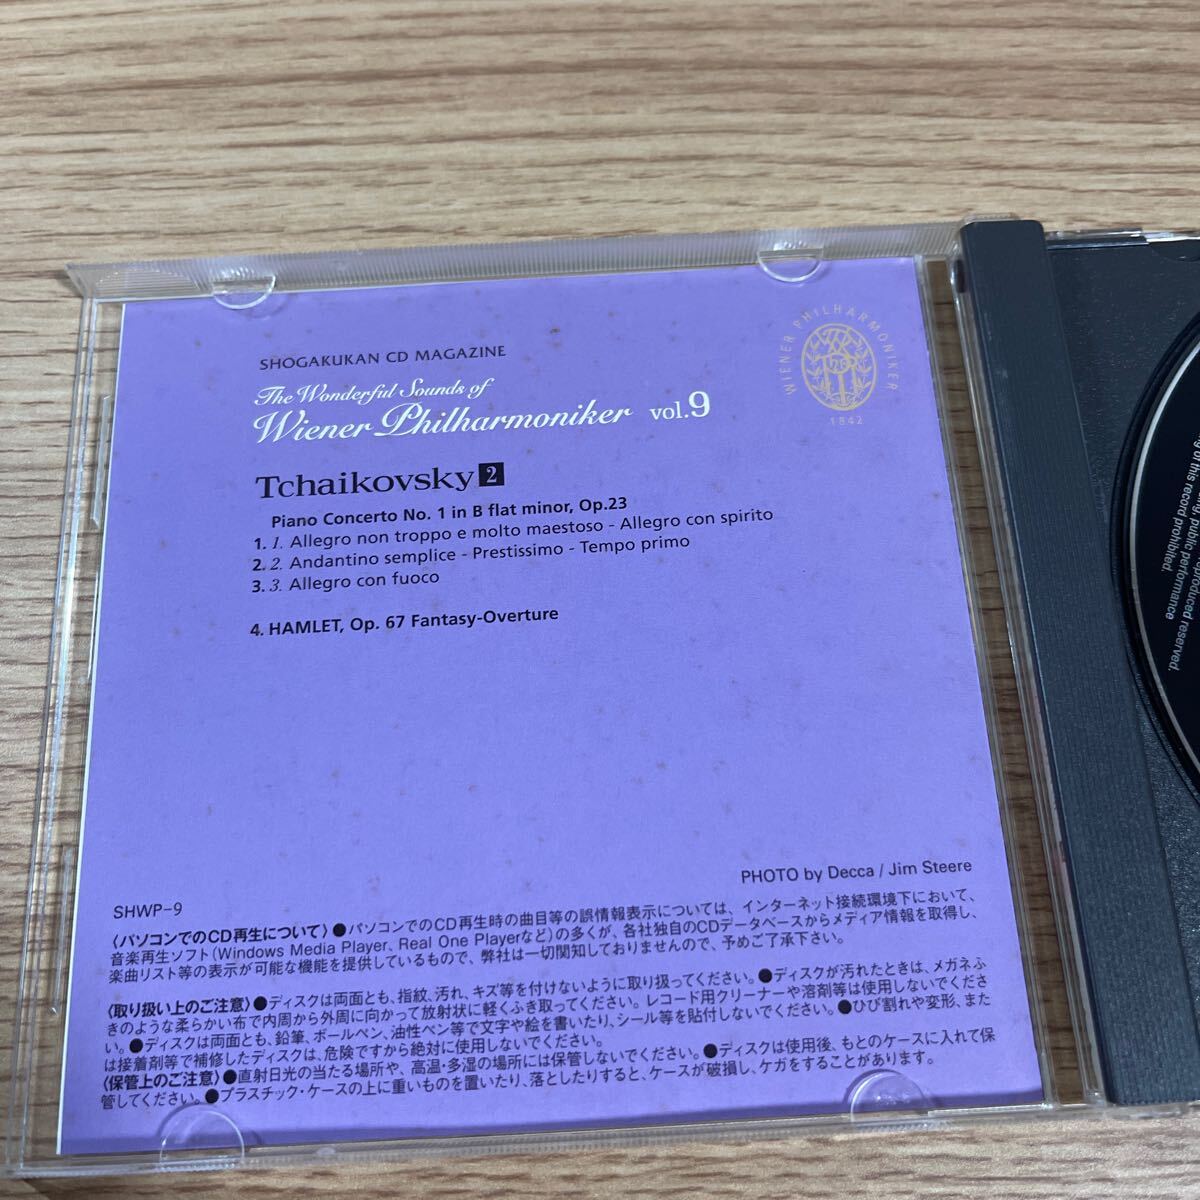 SHOGAKUKAN CD MAGAZINE
The Wonderful Sounds of
Wiener Philharmoniker vol.9
WIENER PHILHARMONIKER
1842
Tchaikovsky 2
Piano Concerto No. 1 in B flat minor, Op.23
1. 1. Allegro non troppo e molto maestoso - Allegro con spirito
2. 2. Andantino semplice - Prestissimo - Tempo primo
3. 3. Allegro con fuoco
4. HAMLET, Op. 67 Fantasy-Overture
PHOTO by Decca / Jim Steere
SHWP-9
〈パソコンでのCD再生について〉●パソコンでのCD再生時の曲目等の誤情報表示については、インターネット接続環境下において、
音楽再生ソフト(Windows Media Player、Real One Playerなど)の多くが、各社独自のCDデータベースからメディア情報を取得し、
楽曲リスト等の表示が可能な機能を提供しているもので、弊社は一切関知しておりませんので、予めご了承下さい。
〈取り扱い上のご注意〉●ディスクは両面とも、指紋、汚れ、キズ等を付けないように取り扱ってください。●ディスクが汚れたときは、メガネふ
きのような柔らかい布で内周から外周に向かって放射状に軽くふき取ってください。レコード用クリーナーや溶剤等は使用しないでくださ
い。●ディスクは両面とも、鉛筆、ボールペン、油性ペン等で文字や絵を書いたり、シール等を貼付しないでください。●ひび割れや変形、また
は接着剤等で補修したディスクは、危険ですから絶対に使用しないでください。
〈保管上のご注意〉●直射日光の当たる場所や、高温・多湿の場所には保管しないでください。●ディスクは使用後、もとのケースに入れて保
管してください。●プラスチック・ケースの上に重いものを置いたり、落としたりすると、ケースが破損し、ケガをすることがあります。
reproduced reserved.
public performance
of this record prohibited.